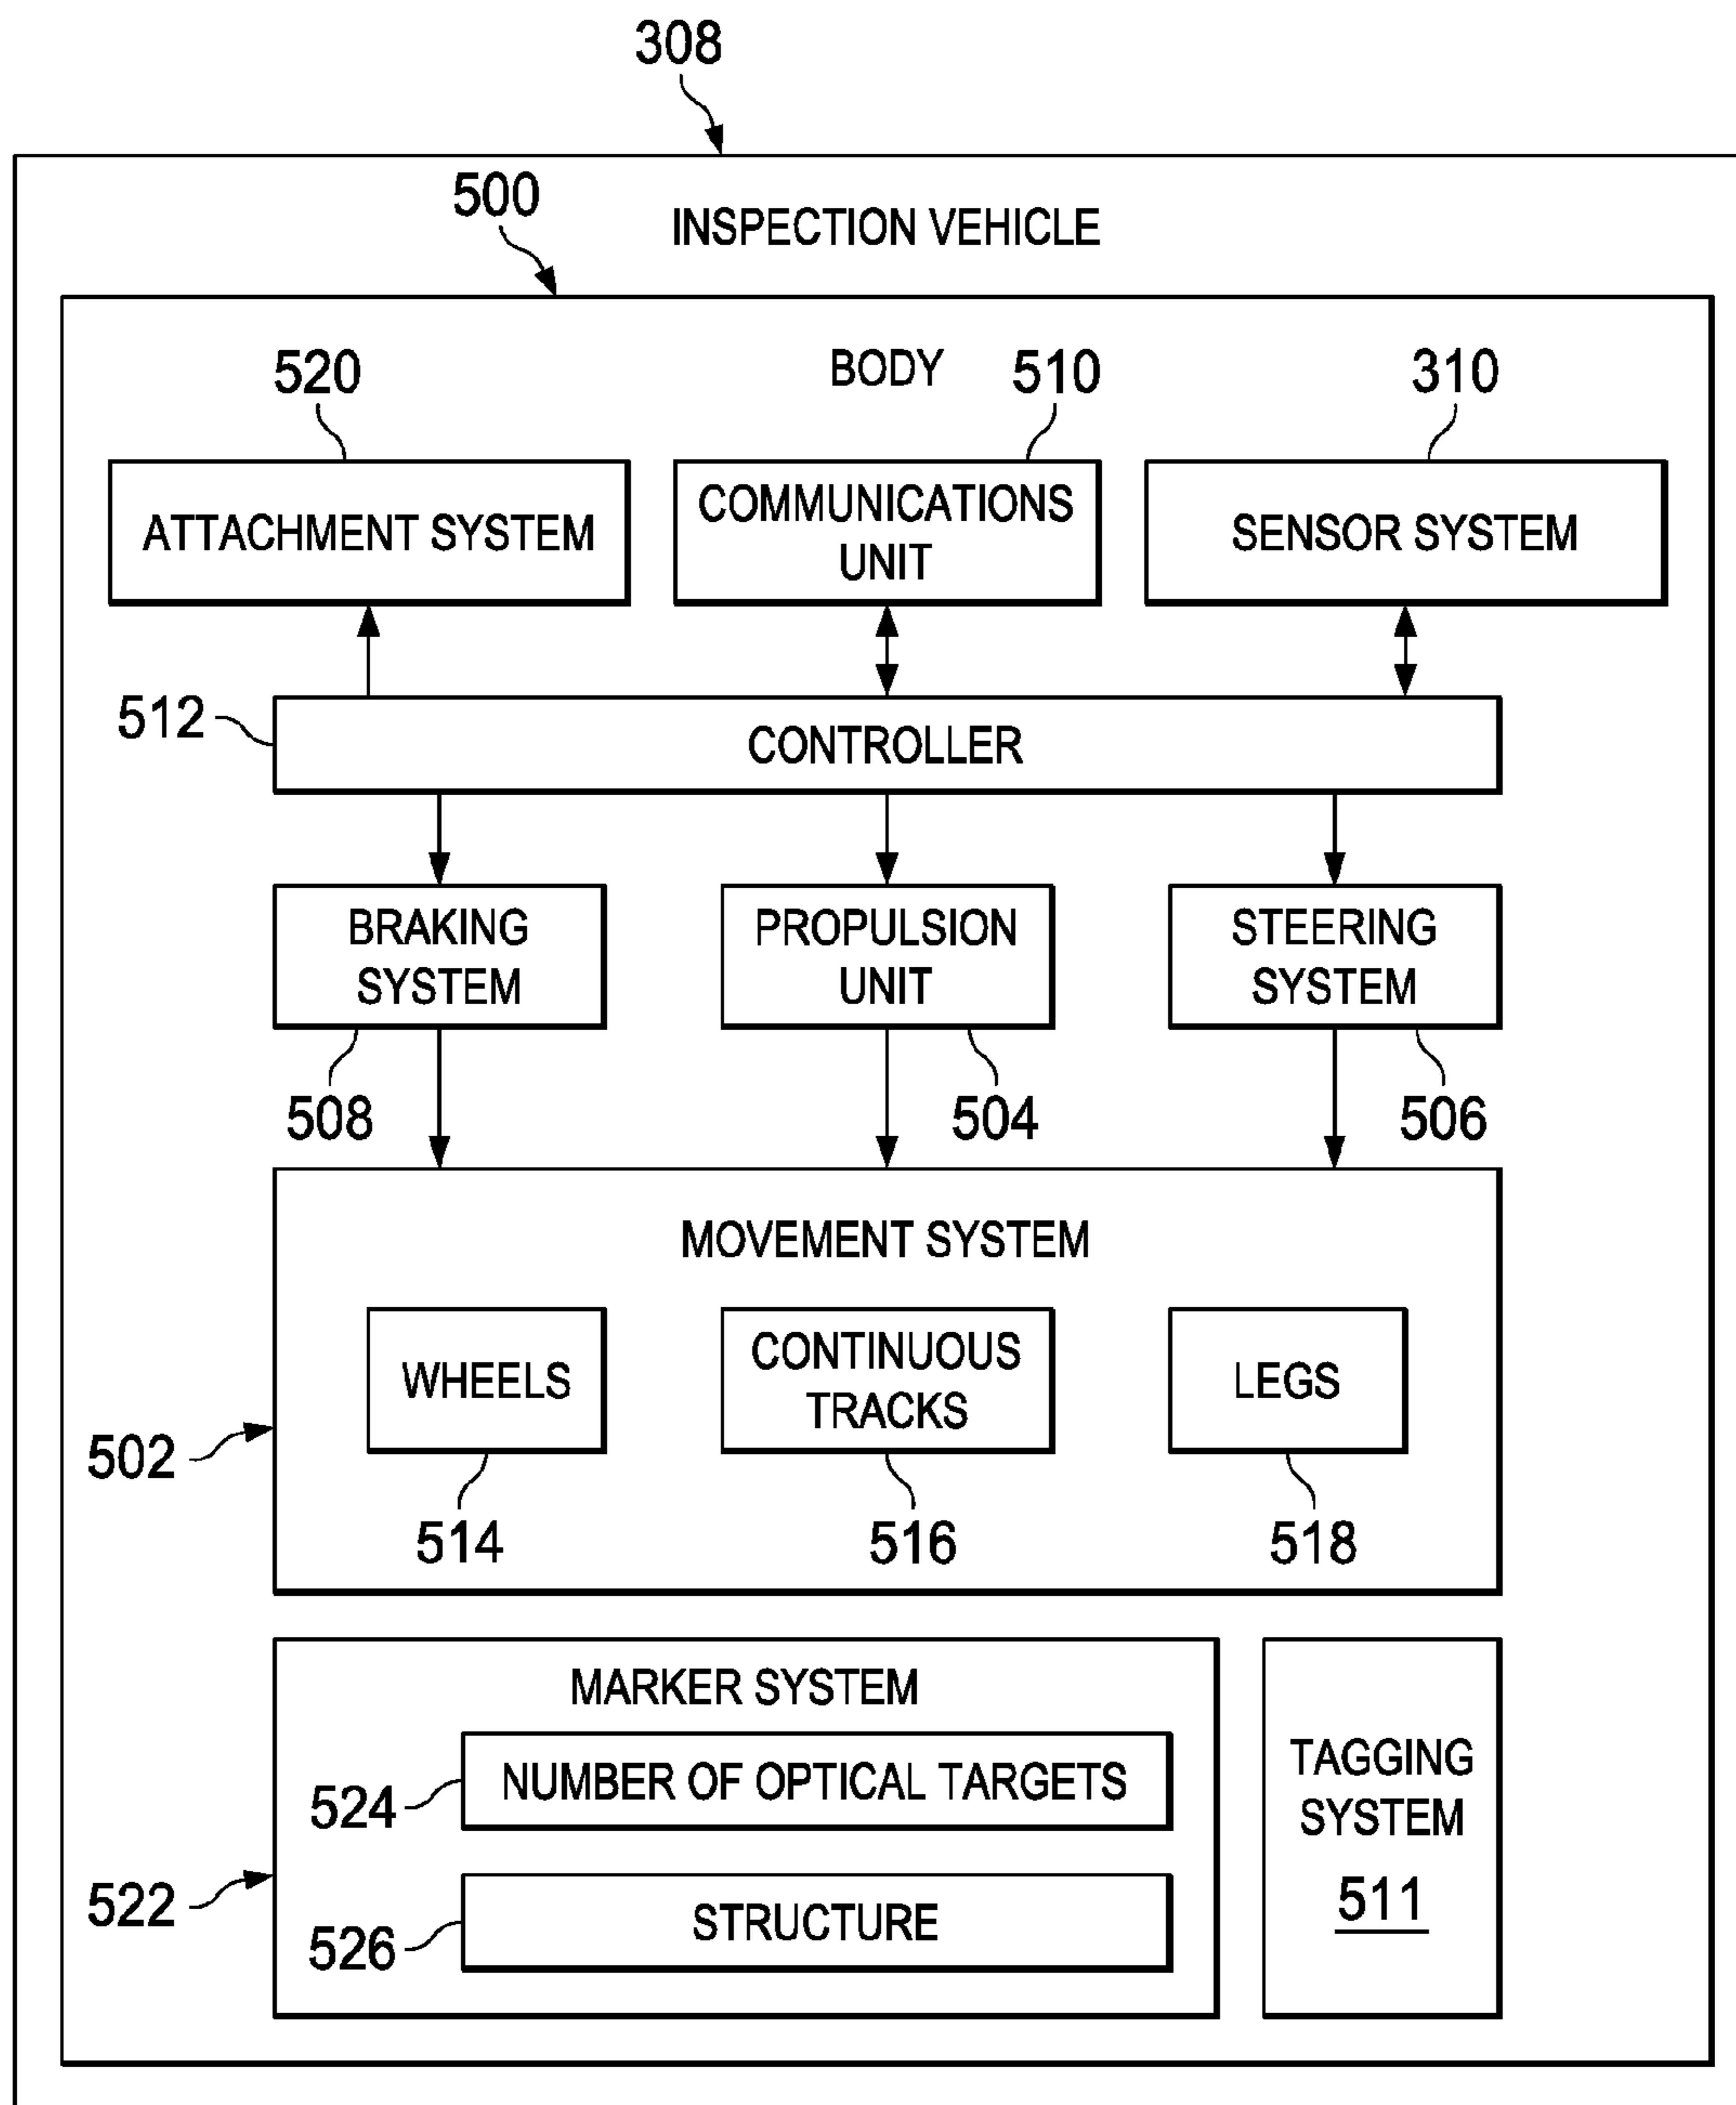 308
500
INSPECTION VEHICLE
BODY
520
510
310
ATTACHMENT SYSTEM
COMMUNICATIONS
UNIT
SENSOR SYSTEM
512
CONTROLLER
BRAKING
SYSTEM
PROPULSION
UNIT
STEERING
SYSTEM
508
504
506
MOVEMENT SYSTEM
WHEELS
CONTINUOUS
TRACKS
LEGS
502
514
516
518
MARKER SYSTEM
524
NUMBER OF OPTICAL TARGETS
522
526
STRUCTURE
TAGGING
SYSTEM
511